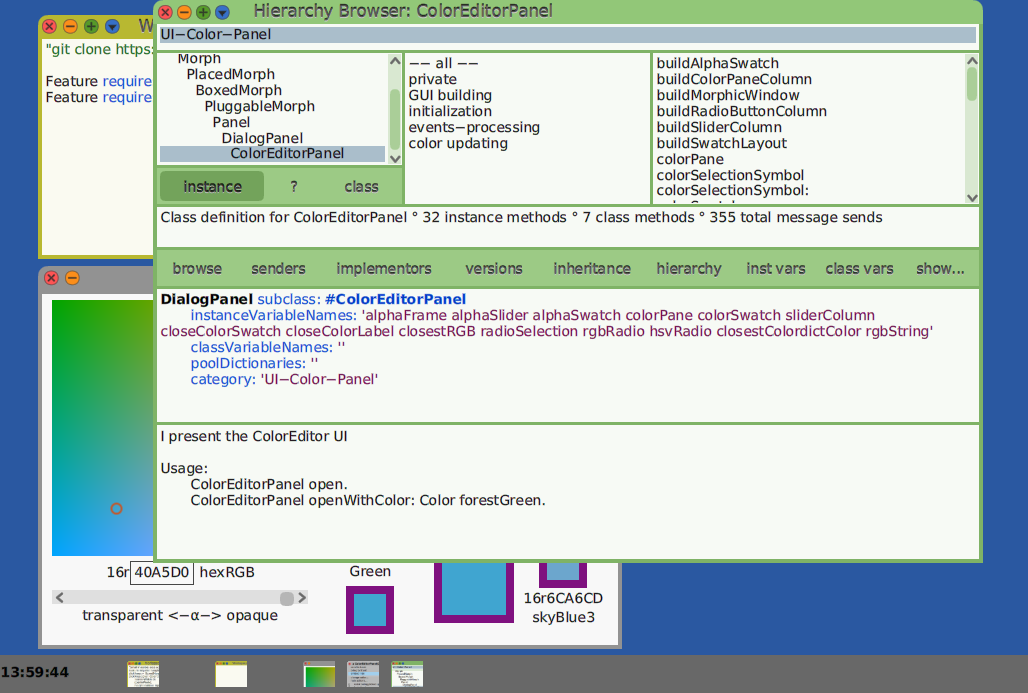 W
"git clone https:
Feature require
Feature require
Hierarchy Browser: ColorEditorPanel
UI−Color−Panel
Morph
PlacedMorph
BoxedMorph
PluggableMorph
Panel
DialogPanel
ColorEditorPanel
instance ? class
−− all −−
private
GUI building
initialization
events−processing
color updating
buildAlphaSwatch
buildColorPaneColumn
buildMorphicWindow
buildRadioButtonColumn
buildSliderColumn
buildSwatchLayout
colorPane
colorSelectionSymbol
colorSelectionSymbol:
Class definition for ColorEditorPanel ° 32 instance methods ° 7 class methods ° 355 total message sends
browse senders implementors versions inheritance hierarchy inst vars class vars show...
DialogPanel subclass: #ColorEditorPanel
instanceVariableNames: 'alphaFrame alphaSlider alphaSwatch colorPane colorSwatch sliderColumn
closeColorSwatch closeColorLabel closestRGB radioSelection rgbRadio hsvRadio closestColordictColor rgbString'
classVariableNames: ''
poolDictionaries: ''
category: 'UI−Color−Panel'
I present the ColorEditor UI
Usage:
ColorEditorPanel open.
ColorEditorPanel openWithColor: Color forestGreen.
16r 40A5D0 hexRGB
transparent <−α−> opaque
Green
16r6CA6CD
skyBlue3
13:59:44